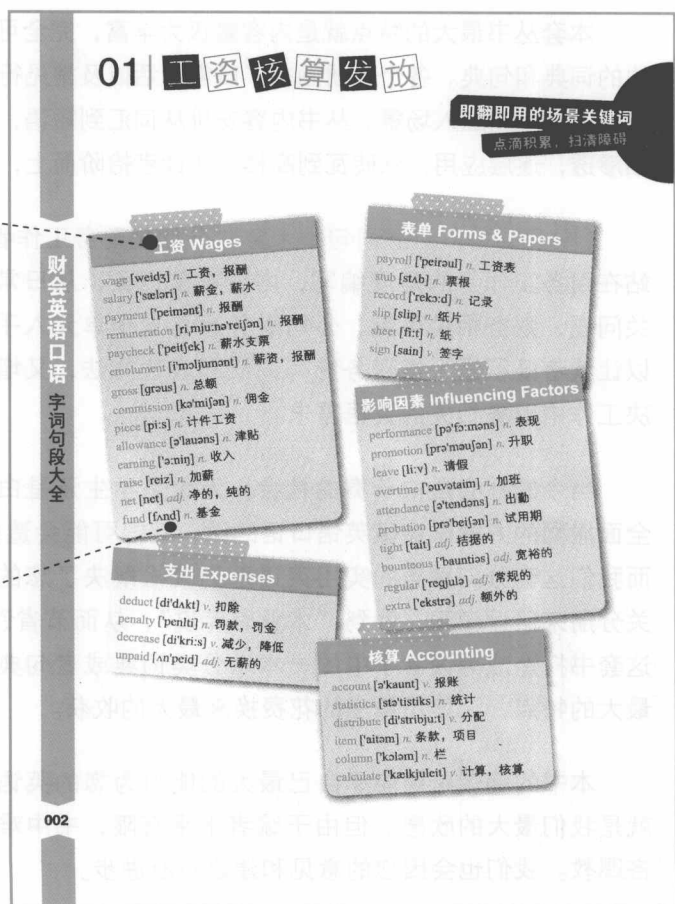 01 工资核算发放
即翻即用的场景关键词
点滴积累，扫清障碍
财会英语口语 字词句段大全
工资 Wages
wage [weidʒ] n. 工资，报酬
salary ['sæləri] n. 薪金，薪水
payment ['peimənt] n. 报酬
remuneration [ri,mju:nə'reiʃən] n. 报酬
paycheck ['peitʃek] n. 薪水支票
emolument [i'mɔljumənt] n. 薪资，报酬
gross [grəus] n. 总额
commission [kə'miʃən] n. 佣金
piece [pi:s] n. 计件工资
allowance [ə'lauəns] n. 津贴
earning ['ə:niŋ] n. 收入
raise [reiz] n. 加薪
net [net] adj. 净的，纯的
fund [fʌnd] n. 基金
支出 Expenses
deduct [di'dʌkt] v. 扣除
penalty ['penlti] n. 罚款，罚金
decrease [di'kri:s] v. 减少，降低
unpaid [ʌn'peid] adj. 无薪的
表单 Forms & Papers
payroll ['peirəul] n. 工资表
stub [stʌb] n. 票根
record ['rekɔ:d] n. 记录
slip [slip] n. 纸片
sheet [ʃi:t] n. 纸
sign [sain] v. 签字
影响因素 Influencing Factors
performance [pə'fɔ:məns] n. 表现
promotion [prə'məuʃən] n. 升职
leave [li:v] n. 请假
overtime ['əuvətaim] n. 加班
attendance [ə'tendəns] n. 出勤
probation [prə'beiʃən] n. 试用期
tight [tait] adj. 拮据的
bounteous ['bauntiəs] adj. 宽裕的
regular ['regjulə] adj. 常规的
extra ['ekstrə] adj. 额外的
核算 Accounting
account [ə'kaunt] v. 报账
statistics [stə'tistiks] n. 统计
distribute [di'stribju:t] v. 分配
item ['aitəm] n. 条款，项目
column ['kɔləm] n. 栏
calculate ['kælkjuleit] v. 计算，核算
002